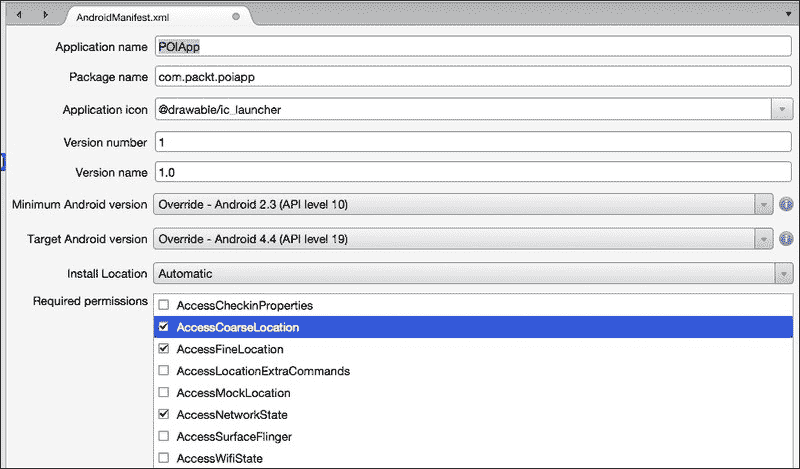 AndroidManifest.xml
Application name POIApp
Package name com.packt.poiapp
Application icon @drawable/ic_launcher
Version number 1
Version name 1.0
Minimum Android version Override - Android 2.3 (API level 10)
Target Android version Override - Android 4.4 (API level 19)
Install Location Automatic
Required permissions AccessCheckinProperties
AccessCoarseLocation
AccessFineLocation
AccessLocationExtraCommands
AccessMockLocation
AccessNetworkState
AccessSurfaceFlinger
AccessWifiState